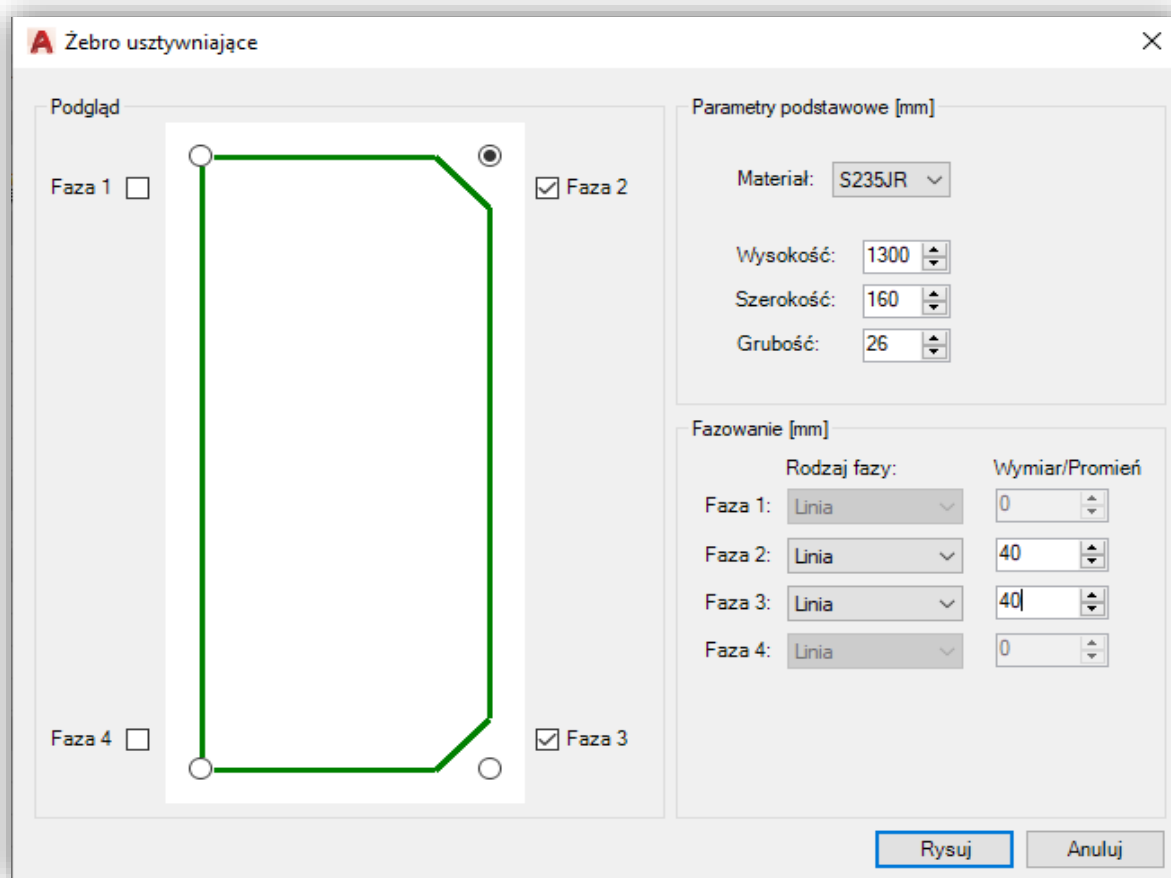 Żebro usztywniające
Podgląd
Faza 1
Faza 2
Faza 4
Faza 3
Parametry podstawowe [mm]
Materiał: S235JR
Wysokość: 1300
Szerokość: 160
Grubość: 26
Fazowanie [mm]
Rodzaj fazy: Wymiar/Promień
Faza 1: Linia 0
Faza 2: Linia 40
Faza 3: Linia 40
Faza 4: Linia 0
Rysuj Anuluj